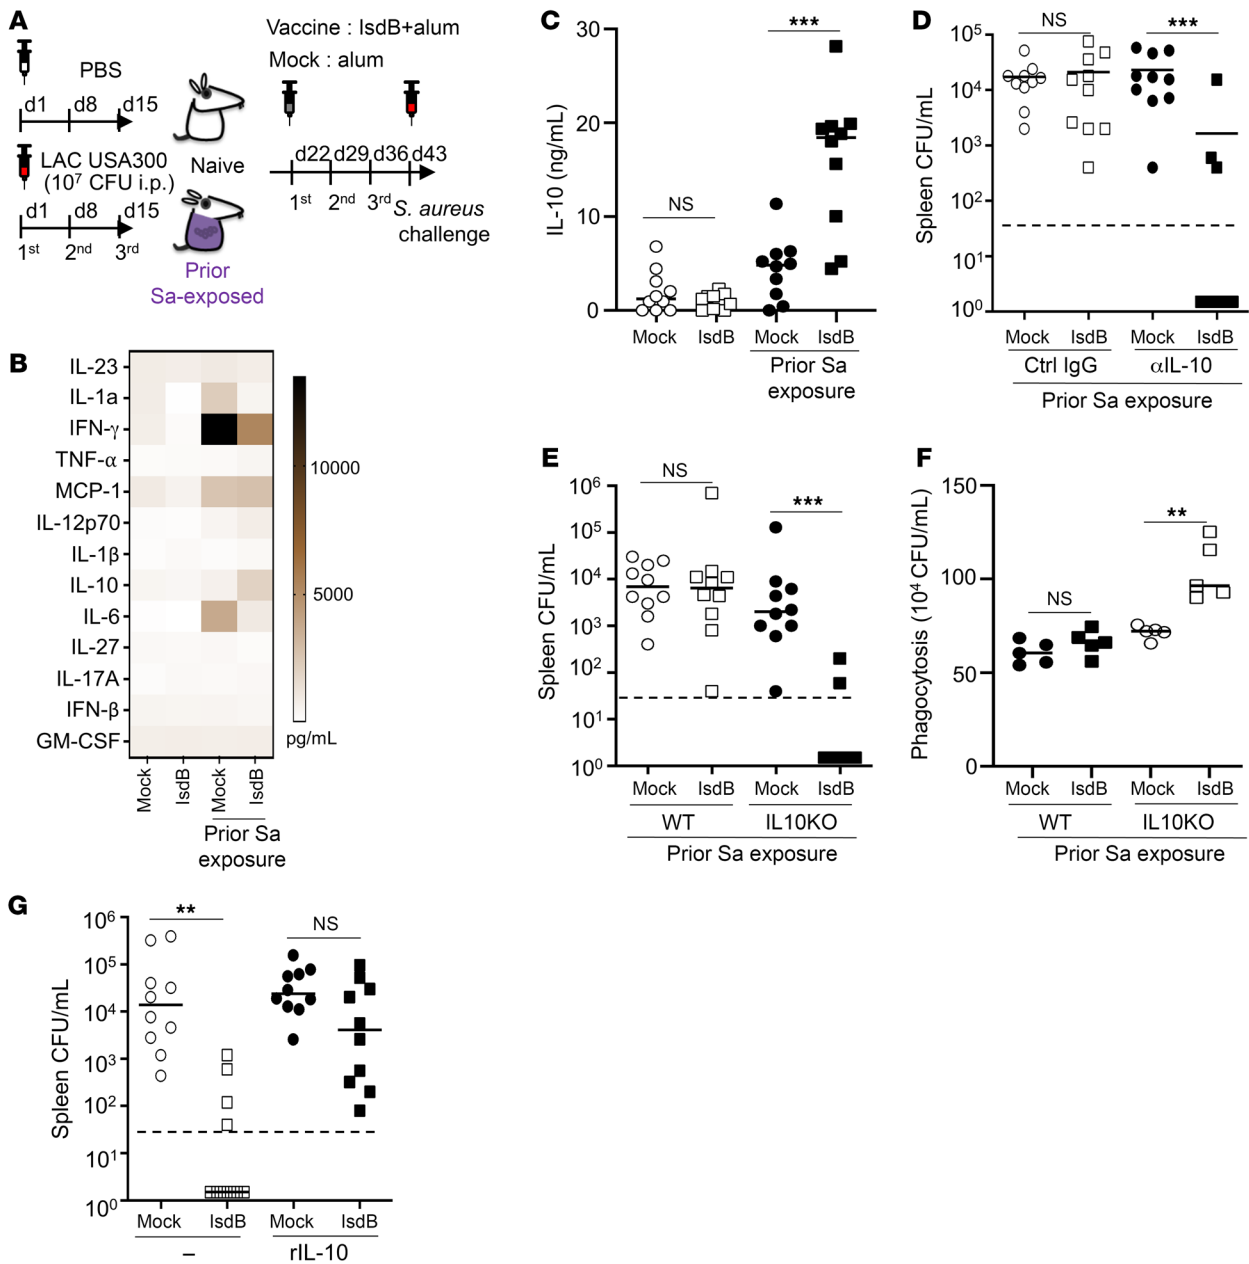 A
PBS
d1 d8 d15
LAC USA300
(10⁷ CFU i.p.)
d1 d8 d15
1st 2nd 3rd
Naive
Prior
Sa-exposed
Vaccine : IsdB+alum
Mock : alum
d22 d29 d36 d43
1st 2nd 3rd S. aureus
challenge
B
IL-23
IL-1a
IFN-γ
TNF-α
MCP-1
IL-12p70
IL-1β
IL-10
IL-6
IL-27
IL-17A
IFN-β
GM-CSF
10000
5000
pg/mL
Mock IsdB Mock IsdB
Prior Sa
exposure
C
IL-10 (ng/mL)
30
20
10
0
NS
***
Mock IsdB Mock IsdB
Prior Sa
exposure
D
Spleen CFU/mL
10⁵
10⁴
10³
10²
10¹
10⁰
NS
***
Mock IsdB Mock IsdB
Ctrl IgG αIL-10
Prior Sa exposure
E
Spleen CFU/mL
10⁶
10⁵
10⁴
10³
10²
10¹
10⁰
NS
***
Mock IsdB Mock IsdB
WT IL10KO
Prior Sa exposure
F
Phagocytosis (10⁴ CFU/mL)
150
100
50
0
NS
**
Mock IsdB Mock IsdB
WT IL10KO
Prior Sa exposure
G
Spleen CFU/mL
10⁶
10⁵
10⁴
10³
10²
10¹
10⁰
**
NS
Mock IsdB Mock IsdB
– rIL-10